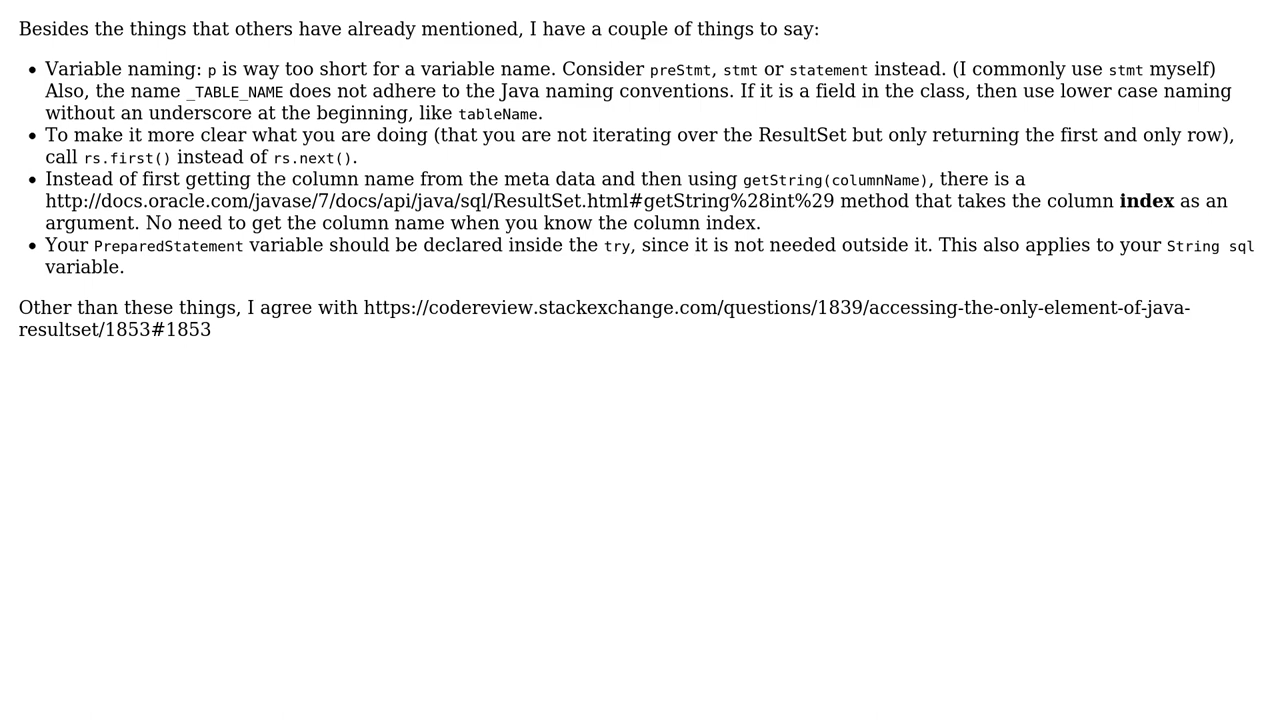 Besides the things that others have already mentioned, I have a couple of things to say:
• Variable naming: p is way too short for a variable name. Consider preStmt, stmt or statement instead. (I commonly use stmt myself)
Also, the name _TABLE_NAME does not adhere to the Java naming conventions. If it is a field in the class, then use lower case naming
without an underscore at the beginning, like tableName.
• To make it more clear what you are doing (that you are not iterating over the ResultSet but only returning the first and only row),
call rs.first() instead of rs.next().
• Instead of first getting the column name from the meta data and then using getString(columnName), there is a
http://docs.oracle.com/javase/7/docs/api/java/sql/ResultSet.html#getString%28int%29 method that takes the column index as an
argument. No need to get the column name when you know the column index.
• Your PreparedStatement variable should be declared inside the try, since it is not needed outside it. This also applies to your String sql
variable.
Other than these things, I agree with https://codereview.stackexchange.com/questions/1839/accessing-the-only-element-of-java-
resultset/1853#1853